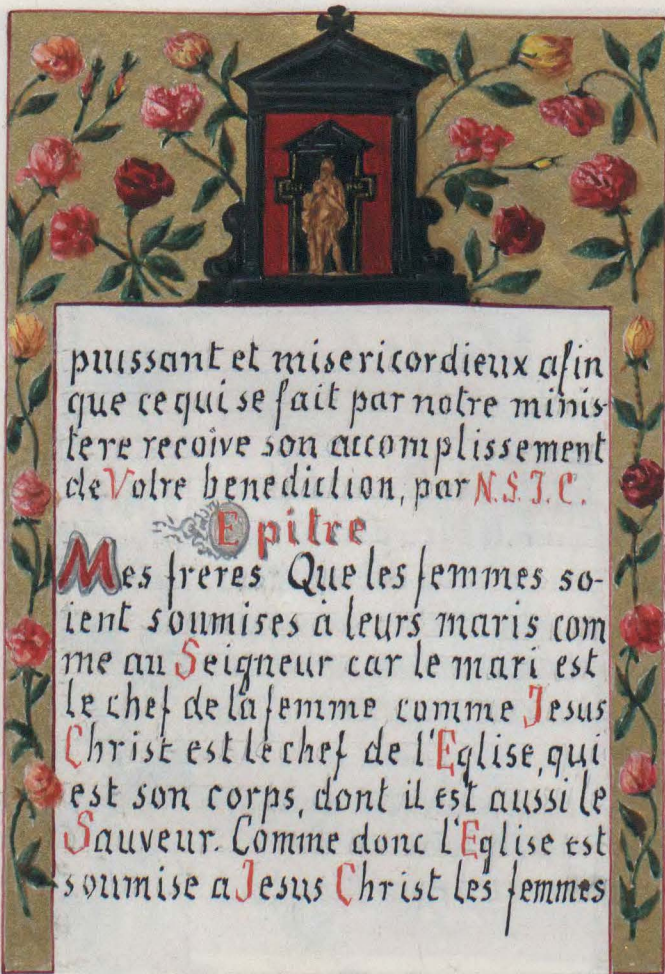 puissant et misericordieux afin
que ce qui se fait par notre minis-
tere recoive son accomplissement
de Votre benediction, par N.S.J.C.
Epitre
Mes freres Que les femmes so-
ient soumises à leurs maris com
me au Seigneur car le mari est
le chef de la femme comme Jesus
Christ est le chef de l'Eglise, qui
est son corps, dont il est aussi le
Sauveur. Comme donc l'Eglise est
soumise a Jesus Christ les femmes